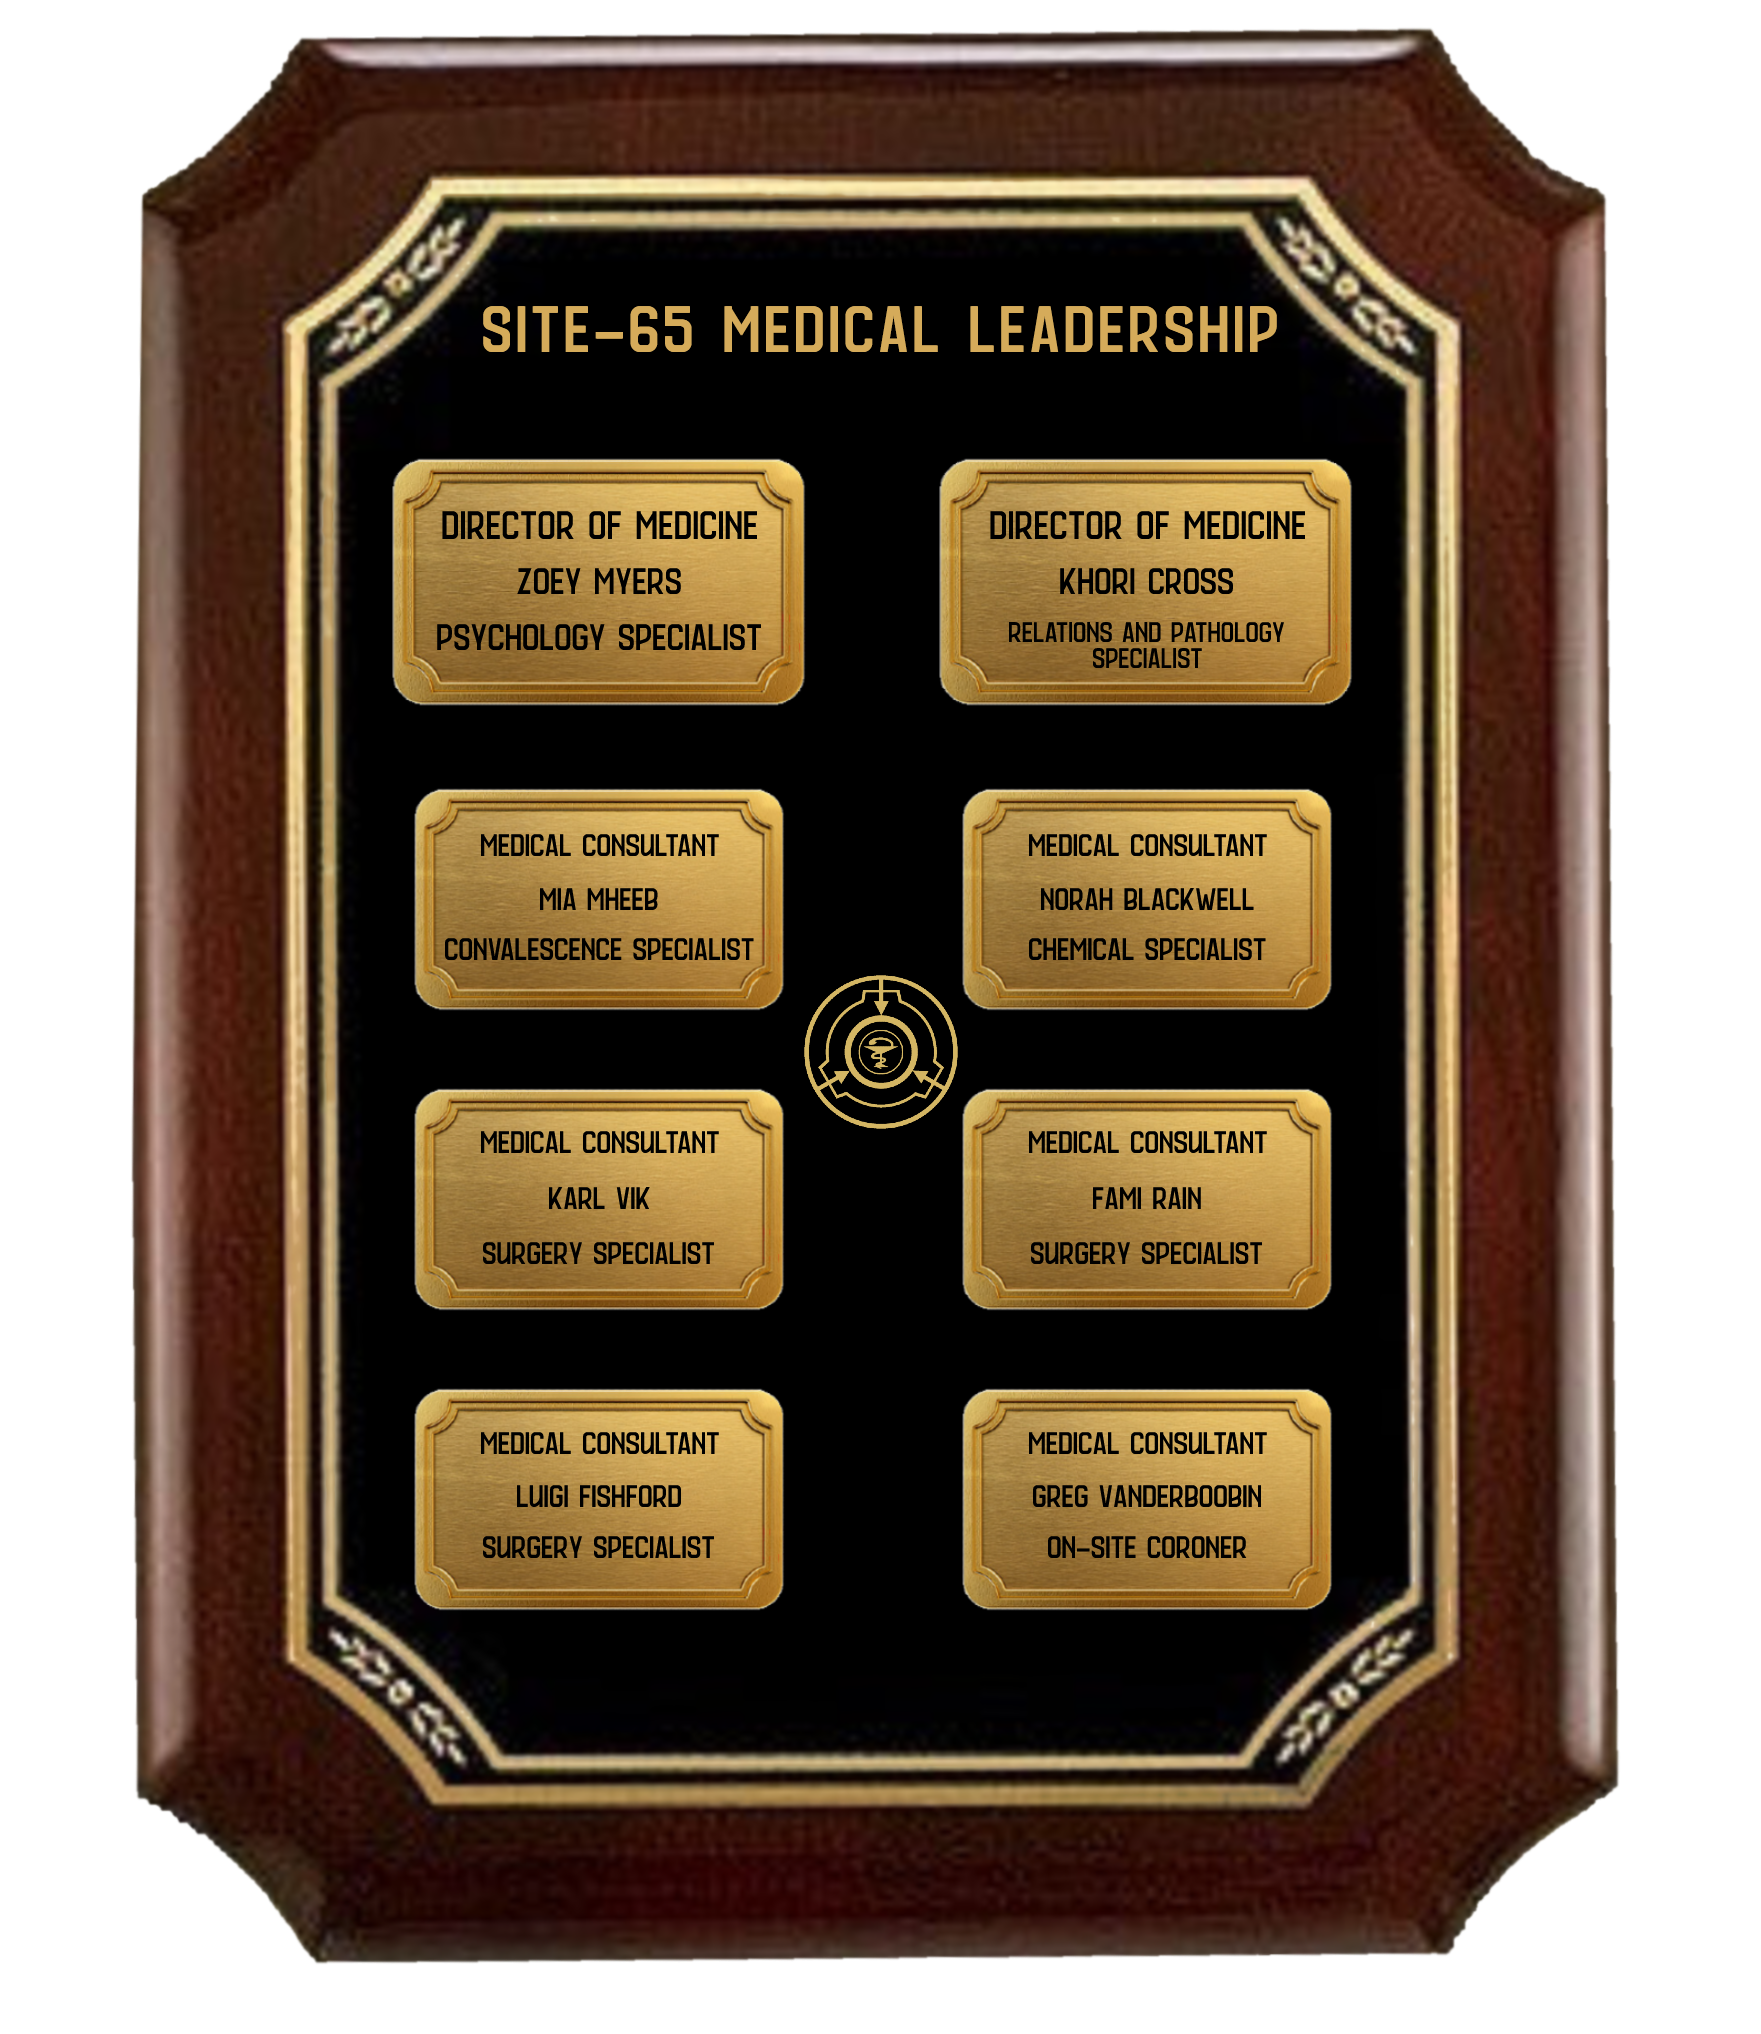 SITE-65 MEDICAL LEADERSHIP
DIRECTOR OF MEDICINE
ZOEY MYERS
PSYCHOLOGY SPECIALIST
DIRECTOR OF MEDICINE
KHORI CROSS
RELATIONS AND PATHOLOGY
SPECIALIST
MEDICAL CONSULTANT
MIA MHEEB
CONVALESCENCE SPECIALIST
MEDICAL CONSULTANT
NORAH BLACKWELL
CHEMICAL SPECIALIST
MEDICAL CONSULTANT
KARL VIK
SURGERY SPECIALIST
MEDICAL CONSULTANT
FAMI RAIN
SURGERY SPECIALIST
MEDICAL CONSULTANT
LUIGI FISHFORD
SURGERY SPECIALIST
MEDICAL CONSULTANT
GREG VANDERBOOBIN
ON-SITE CORONER